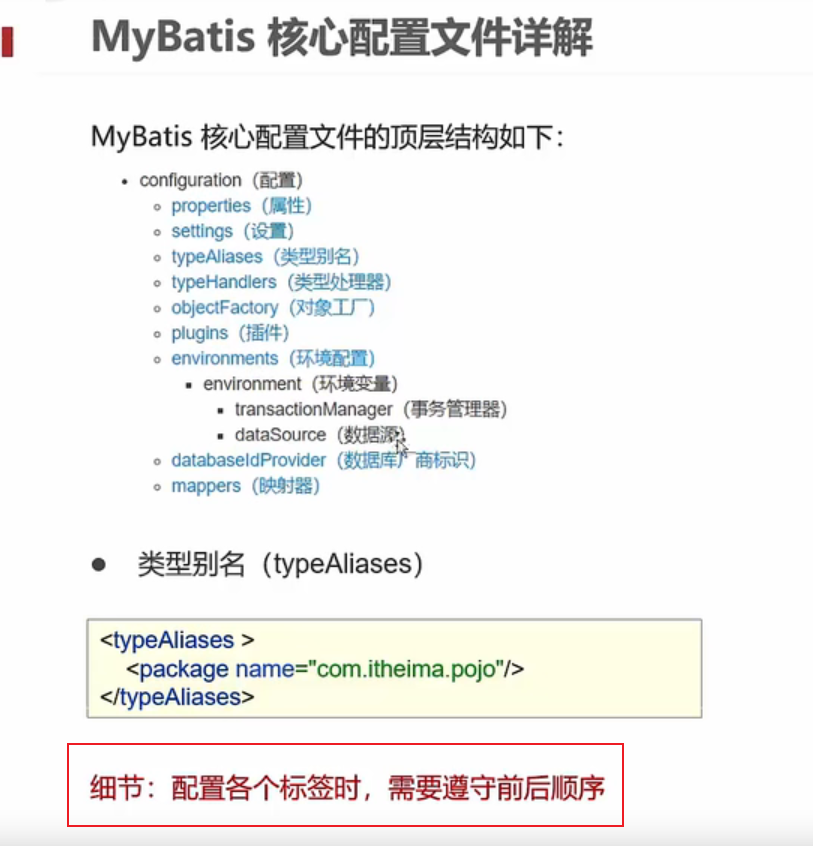 MyBatis 核心配置文件详解
MyBatis 核心配置文件的顶层结构如下：
configuration（配置）
properties（属性）
settings（设置）
typeAliases（类型别名）
typeHandlers（类型处理器）
objectFactory（对象工厂）
plugins（插件）
environments（环境配置）
environment（环境变量）
transactionManager（事务管理器）
dataSource（数据源）
databaseIdProvider（数据库厂商标识）
mappers（映射器）
类型别名（typeAliases）
<typeAliases >
<package name="com.itheima.pojo"/>
</typeAliases>
细节：配置各个标签时，需要遵守前后顺序